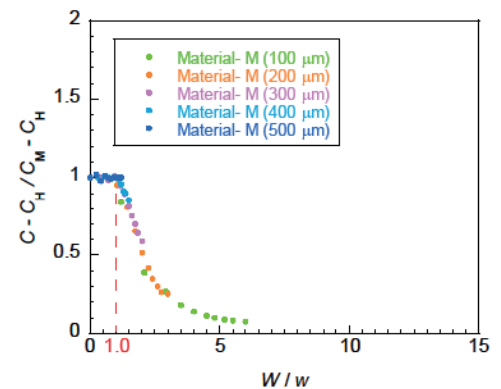 2
Material- M (100 μm)
Material- M (200 μm)
Material- M (300 μm)
Material- M (400 μm)
Material- M (500 μm)
1.5
1
0.5
0
C - C_H / C_M - C_H
0 1.0 5 10 15
W / w